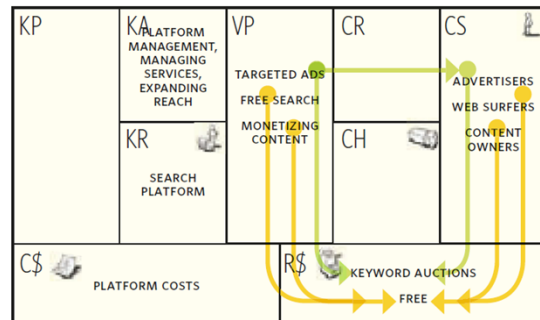 KP
KA
PLATFORM
MANAGEMENT,
MANAGING
SERVICES,
EXPANDING
REACH
KR
SEARCH
PLATFORM
VP
TARGETED ADS
FREE SEARCH
MONETIZING
CONTENT
CR
CH
CS
ADVERTISERS
WEB SURFERS
CONTENT
OWNERS
C$
PLATFORM COSTS
R$
KEYWORD AUCTIONS
FREE